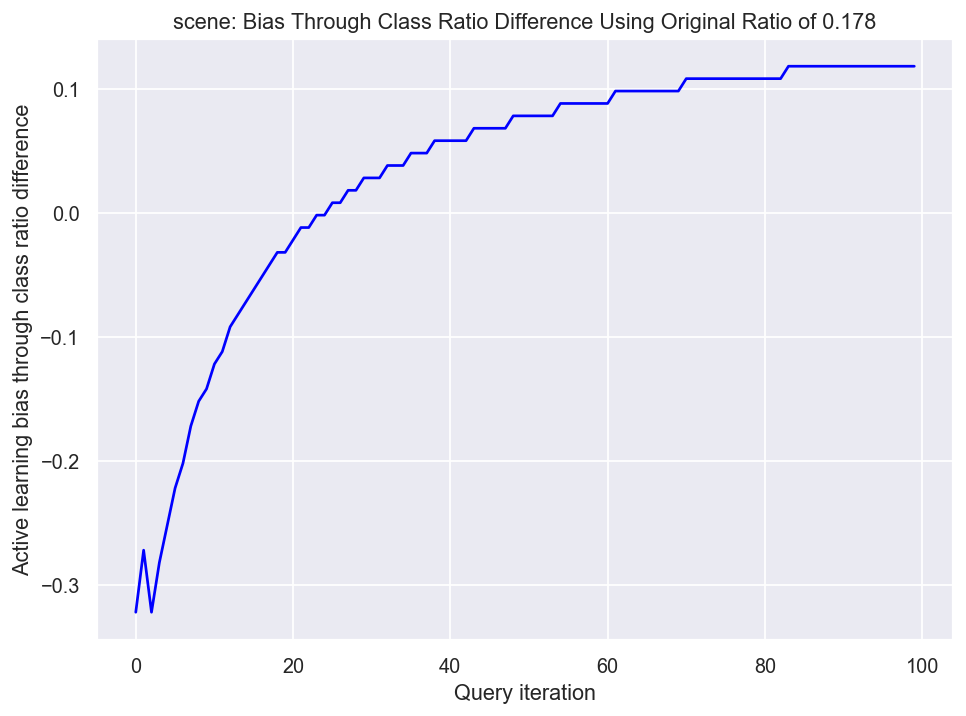 scene: Bias Through Class Ratio Difference Using Original Ratio of 0.178
Active learning bias through class ratio difference
0.1
0.0
−0.1
−0.2
−0.3
0 20 40 60 80 100
Query iteration